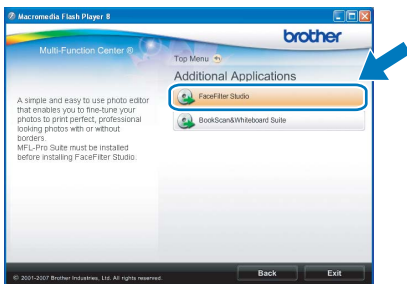 Macromedia Flash Player 8
brother
Multi-Function Center ®
Top Menu
Additional Applications
FaceFilter Studio
BookScan&Whiteboard Suite
A simple and easy to use photo editor
that enables you to fine-tune your
photos to print perfect, professional
looking photos with or without
borders.
MFL-Pro Suite must be installed
before installing FaceFilter Studio.
© 2001-2007 Brother Industries, Ltd. All rights reserved.
Back
Exit